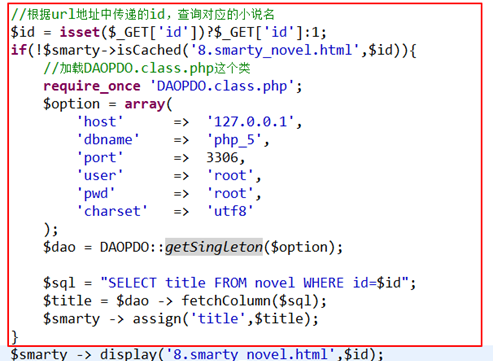 //根据url地址中传递的id，查询对应的小说名
$id = isset($_GET['id'])?$_GET['id']:1;
if(!$smarty->isCached('8.smarty_novel.html',$id)){
    //加载DAOPDO.class.php这个类
    require_once 'DAOPDO.class.php';
    $option = array(
        'host'      =>  '127.0.0.1',
        'dbname'    =>  'php_5',
        'port'      =>  3306,
        'user'      =>  'root',
        'pwd'       =>  'root',
        'charset'   =>  'utf8'
    );
    $dao = DAOPDO::getSingleton($option);
    $sql = "SELECT title FROM novel WHERE id=$id";
    $title = $dao -> fetchColumn($sql);
    $smarty -> assign('title',$title);
}
$smarty -> display('8.smarty_novel.html',$id);